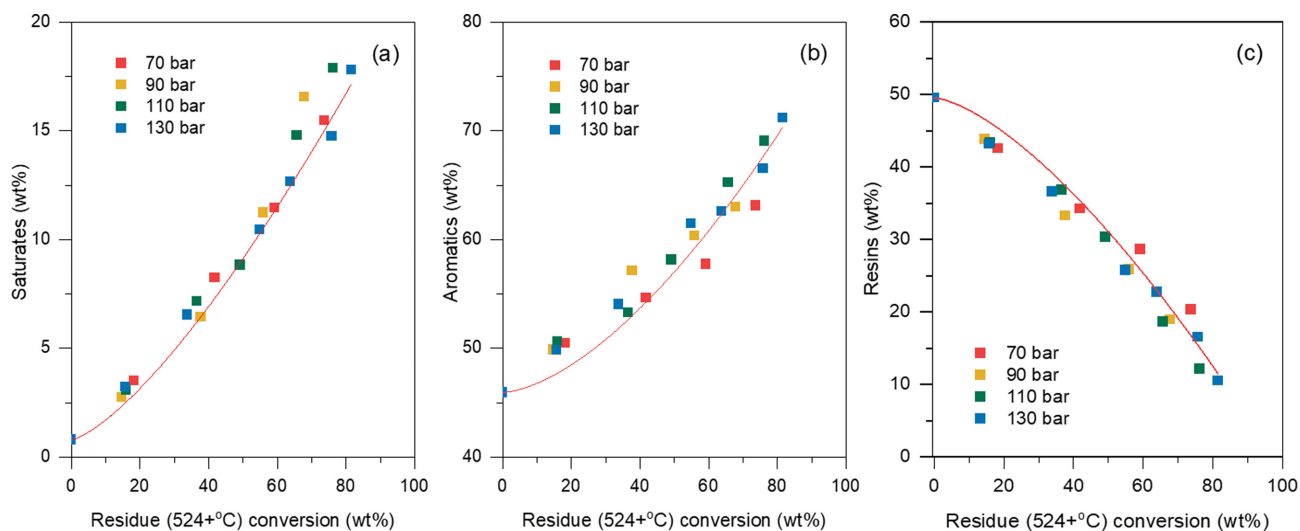 (a)
70 bar
90 bar
110 bar
130 bar
20
15
10
5
0
0 20 40 60 80 100
Saturates (wt%)
Residue (524+°C) conversion (wt%)
(b)
70 bar
90 bar
110 bar
130 bar
80
70
60
50
40
0 20 40 60 80 100
Aromatics (wt%)
Residue (524+°C) conversion (wt%)
(c)
60
50
40
30
20
10
0
70 bar
90 bar
110 bar
130 bar
0 20 40 60 80 100
Resins (wt%)
Residue (524+°C) conversion (wt%)